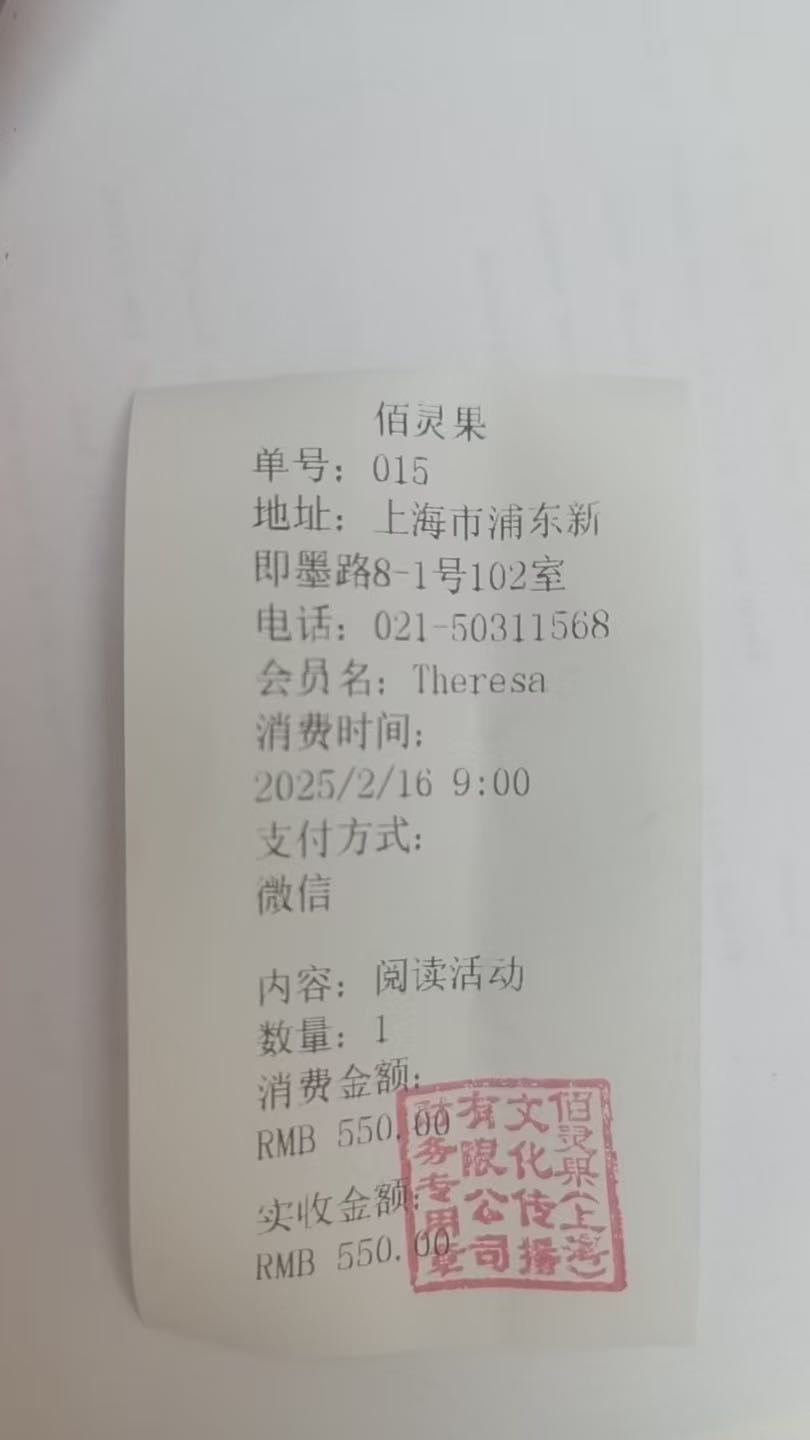 佰灵果
单号：015
地址：上海市浦东新
即墨路8-1号102室
电话：021-50311568
会员名：Theresa
消费时间：
2025/2/16 9:00
支付方式：
微信
内容：阅读活动
数量：1
消费金额：
RMB 550.00
实收金额：
RMB 550.00
佰灵果（上海）
文化传播
有限公司
财务专用章